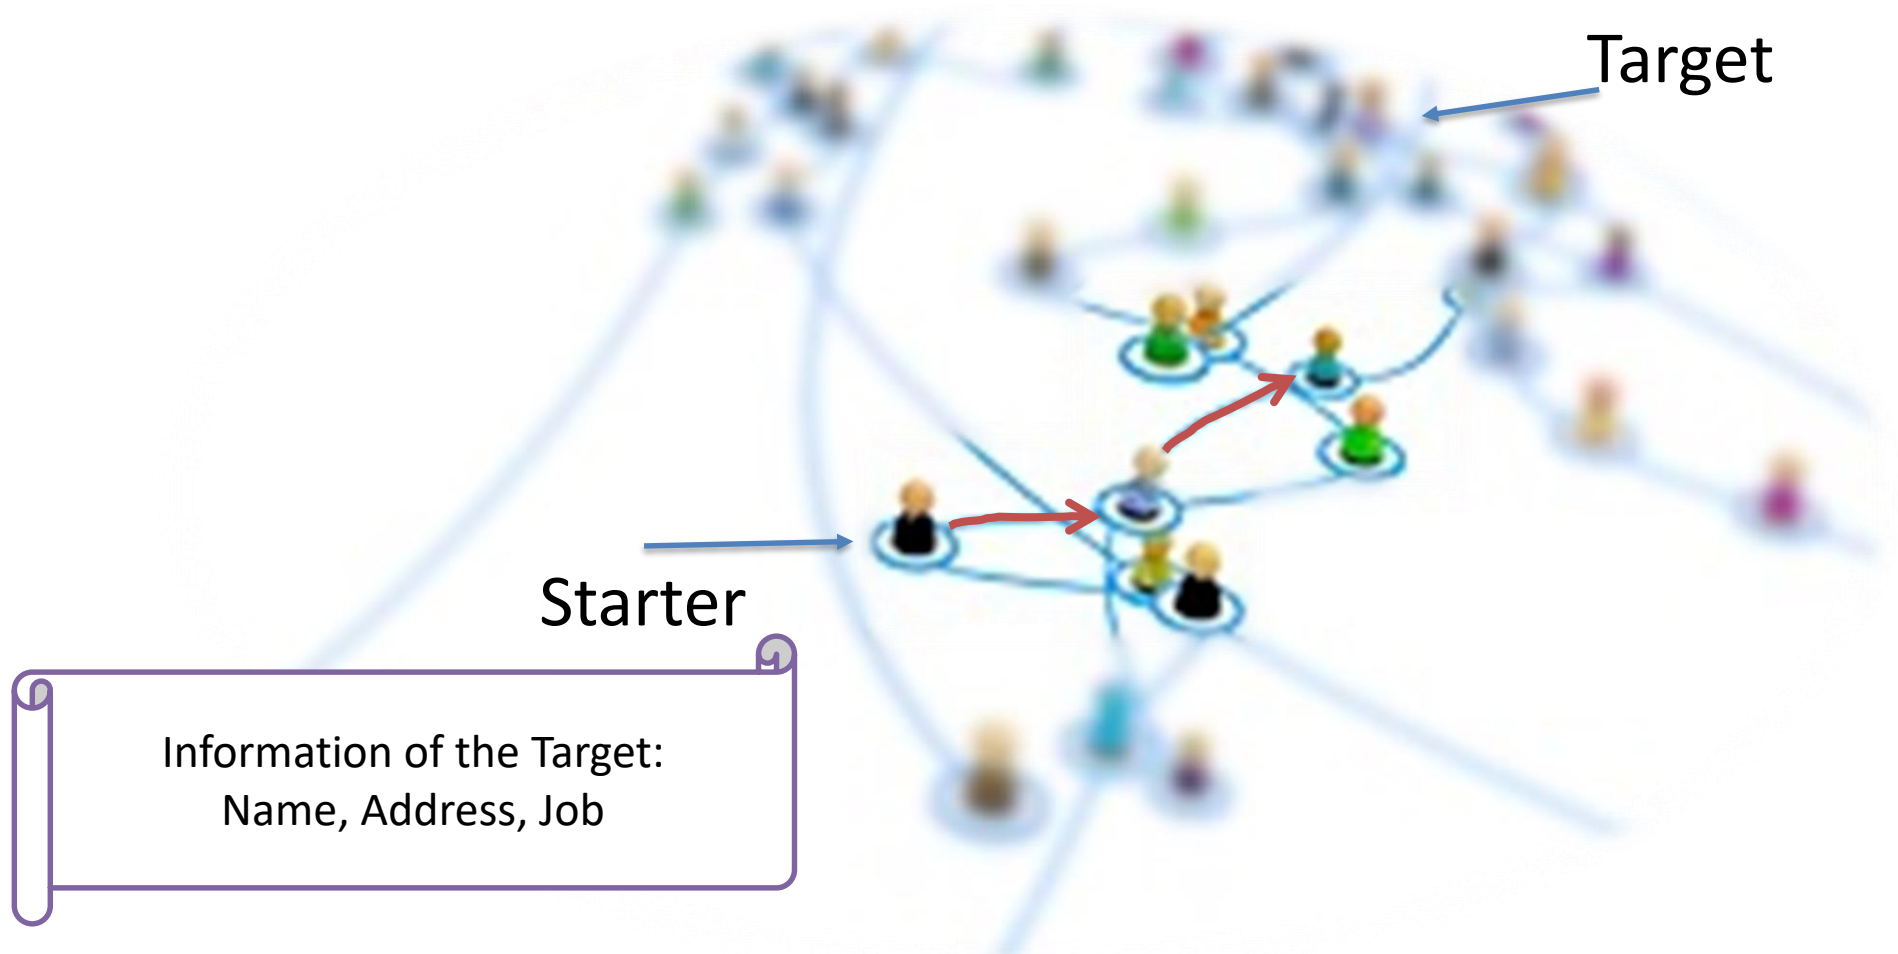 Target
Starter
Information of the Target:
Name, Address, Job